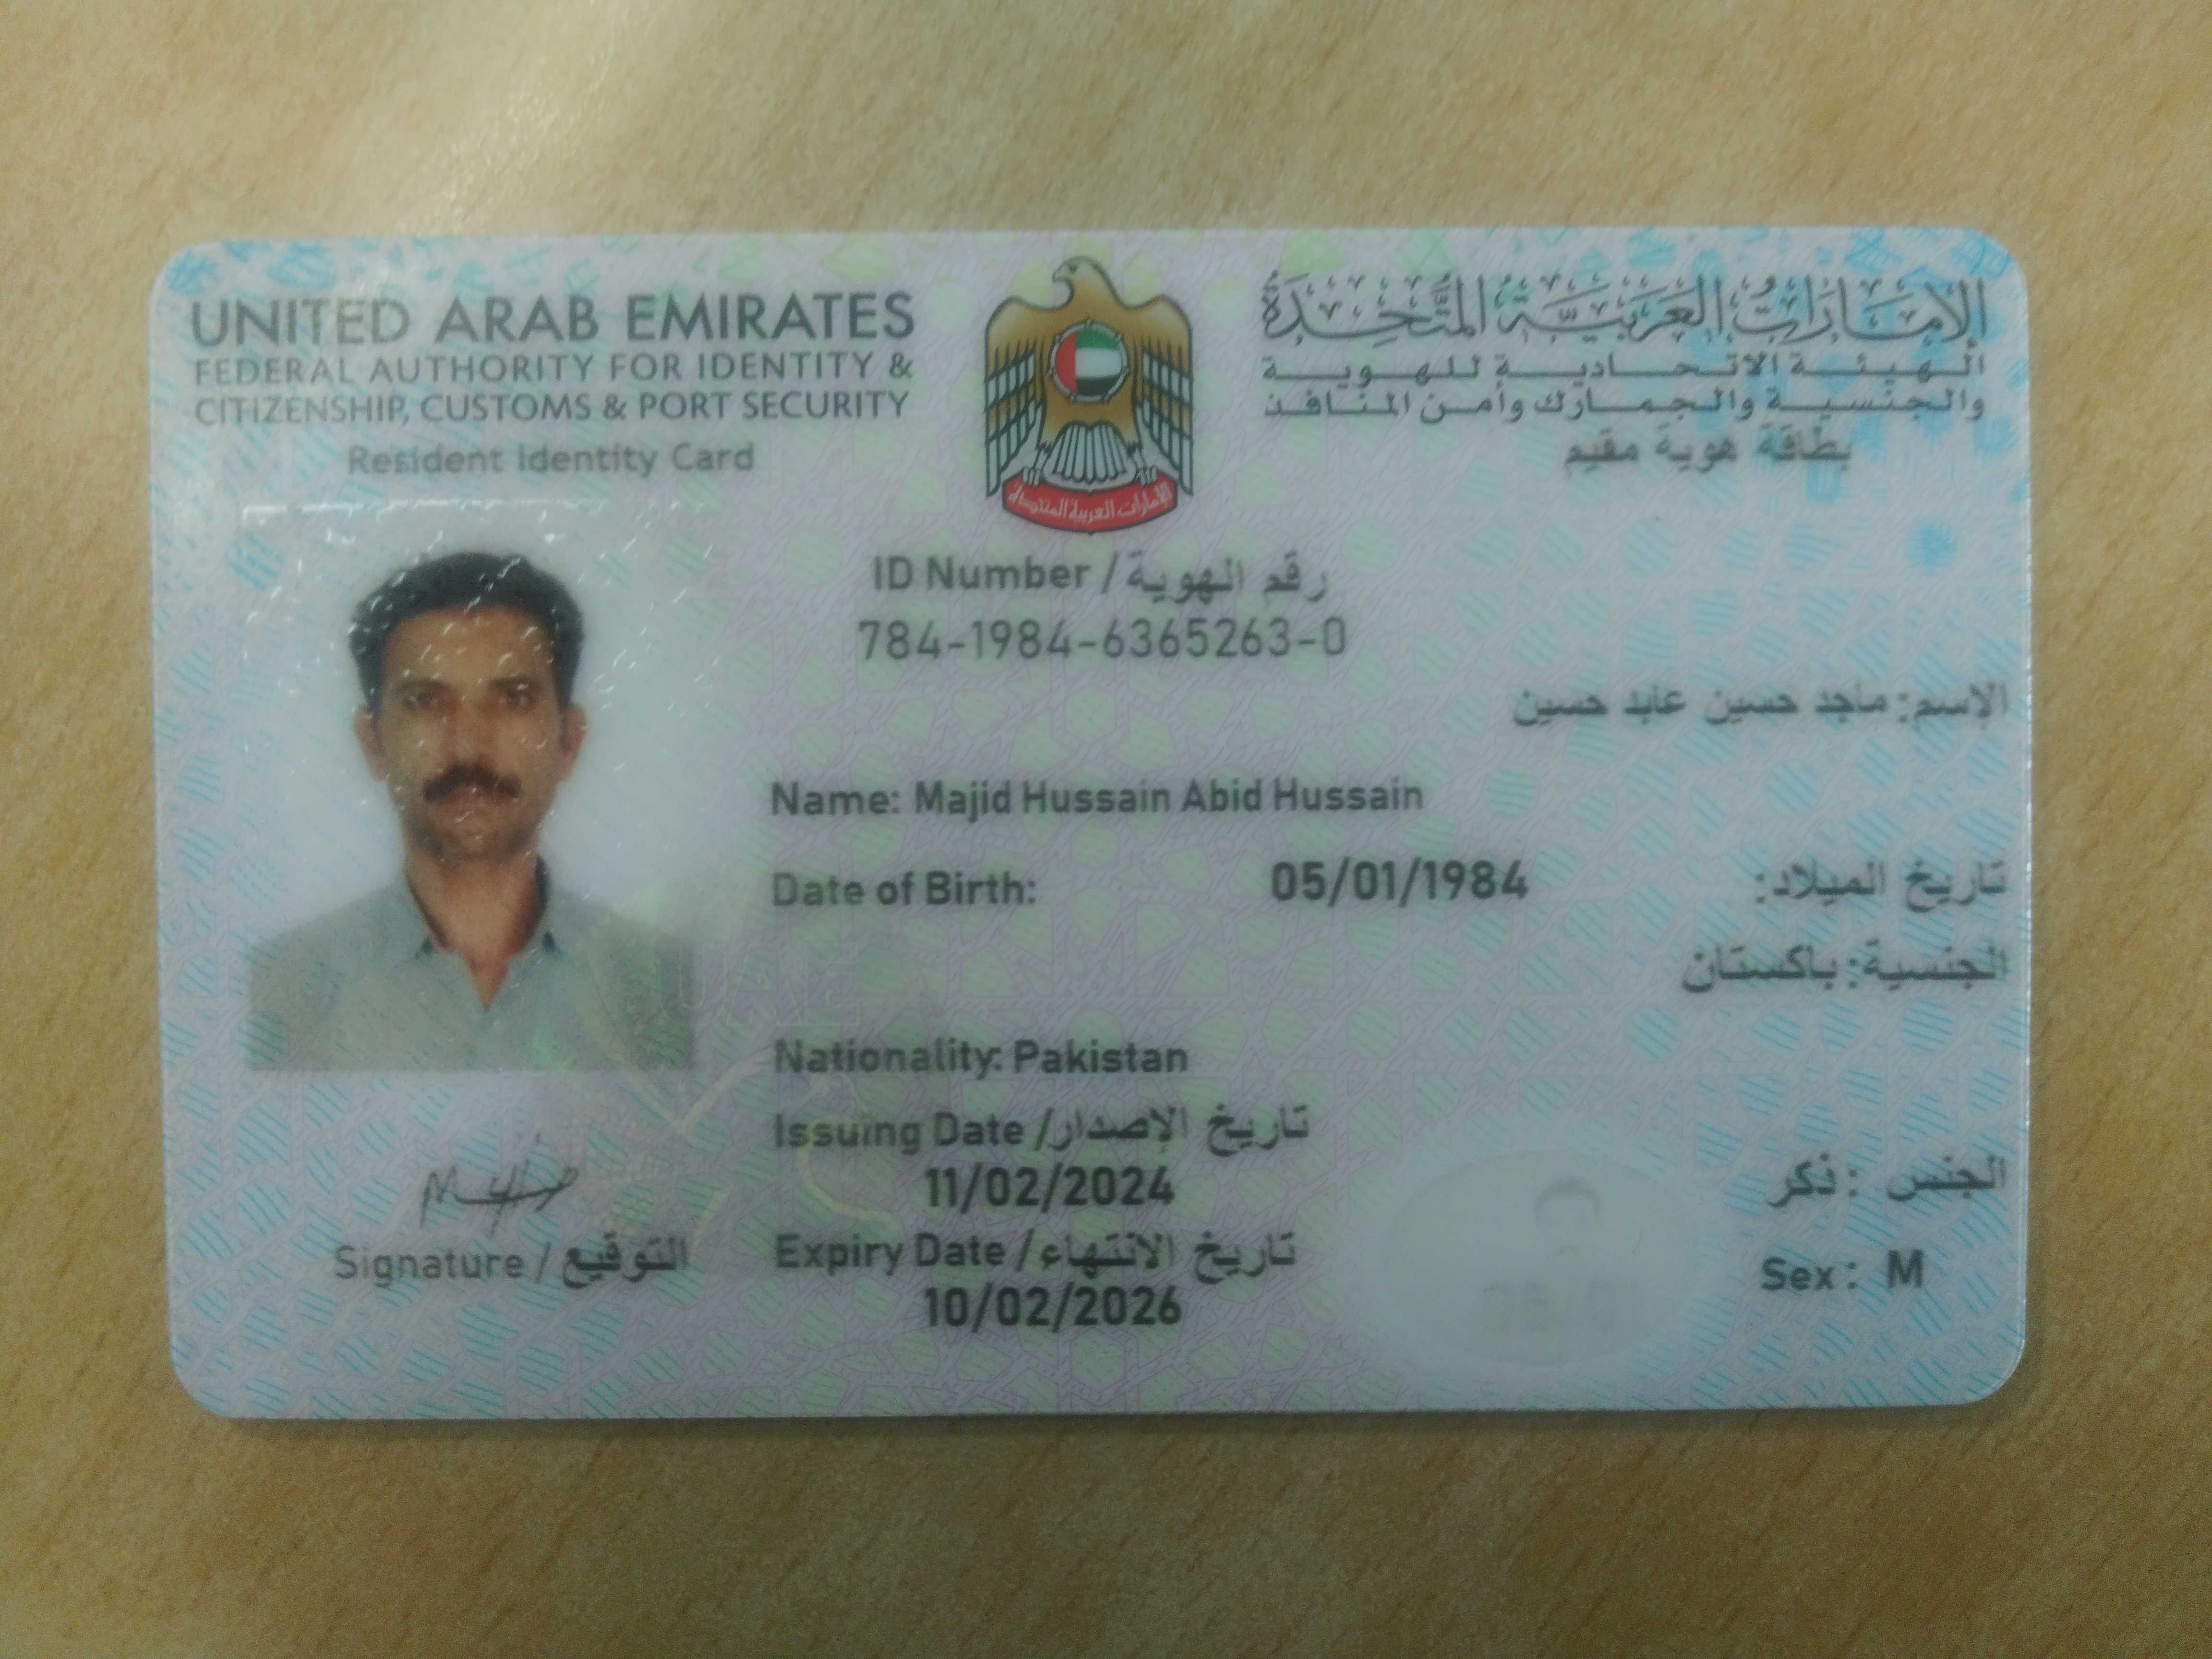 UNITED ARAB EMIRATES
FEDERAL AUTHORITY FOR IDENTITY &
CITIZENSHIP, CUSTOMS & PORT SECURITY
Resident Identity Card
الإمارات العربية المتحدة
الهيئة الاتحادية للهوية
والجنسية والجمارك وأمن المنافذ
بطاقة هوية مقيم
الإمارات العربية المتحدة
ID Number / رقم الهوية
784-1984-6365263-0
الاسم: ماجد حسين عابد حسين
Name: Majid Hussain Abid Hussain
Date of Birth: 05/01/1984 تاريخ الميلاد:
الجنسية: باكستان
Nationality: Pakistan
Issuing Date / تاريخ الإصدار
11/02/2024
Expiry Date / تاريخ الانتهاء
10/02/2026
الجنس : ذكر
Sex : M
Signature / التوقيع